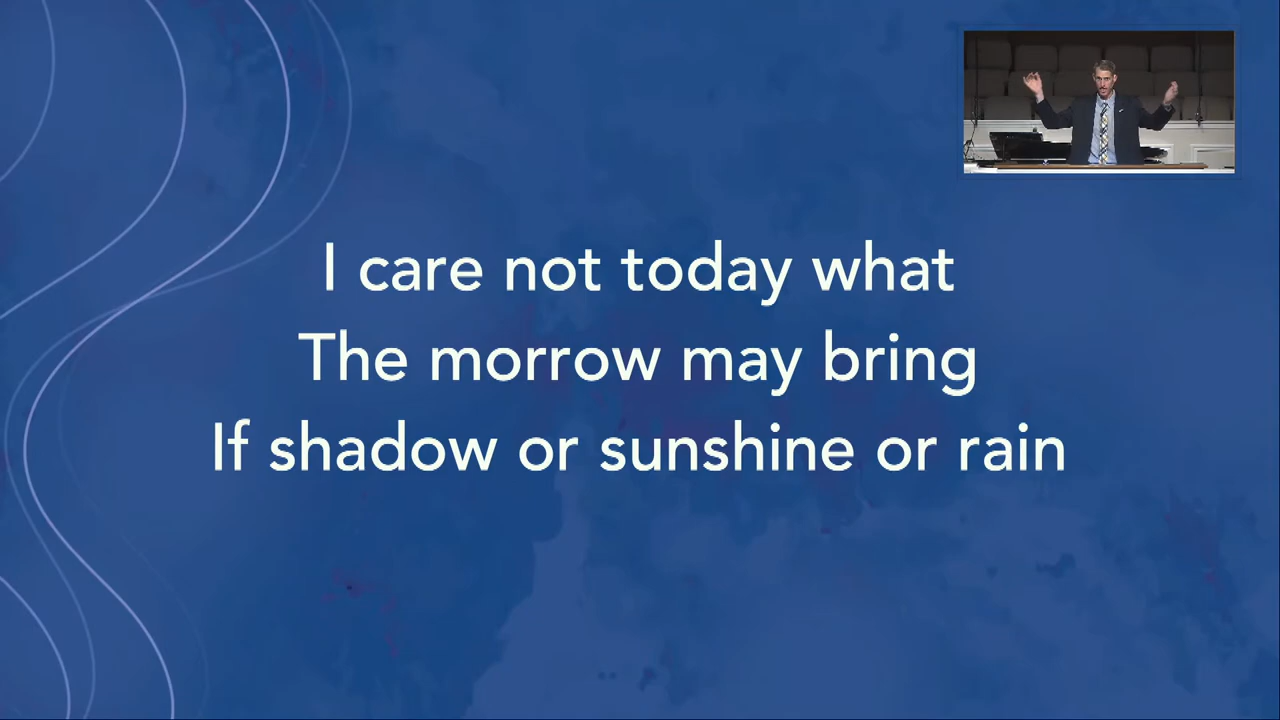 I care not today what
The morrow may bring
If shadow or sunshine or rain